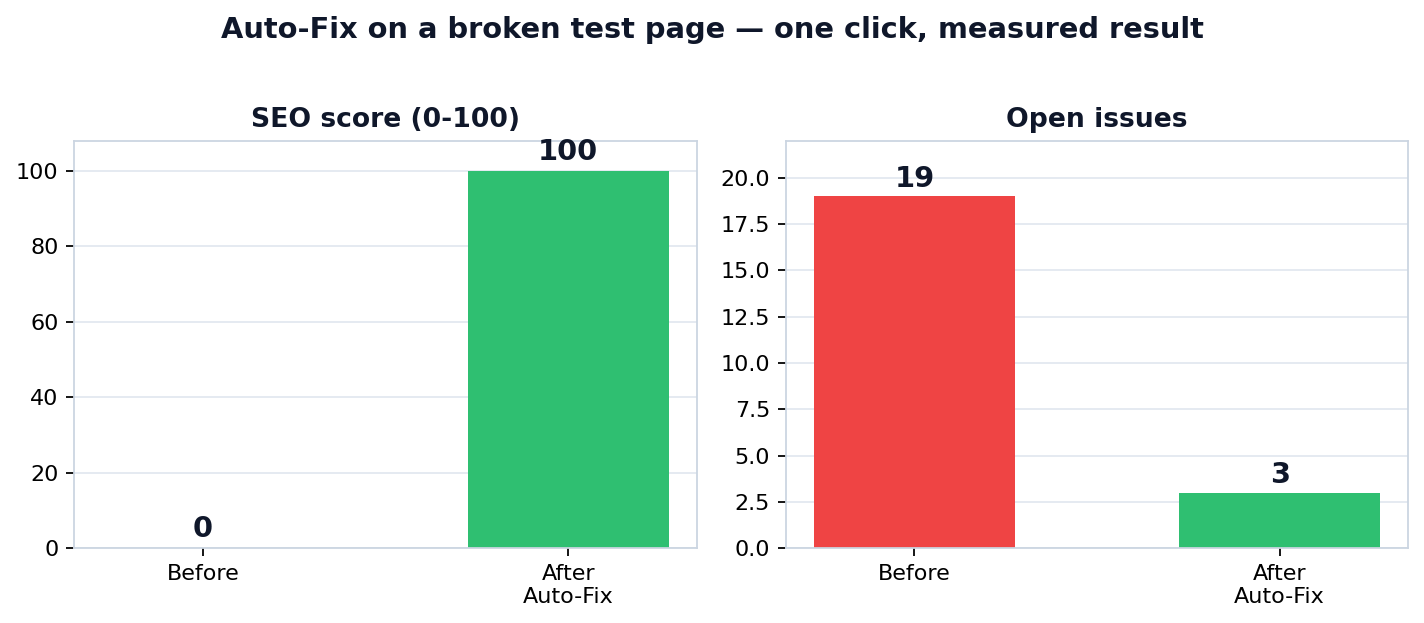 Auto-Fix on a broken test page — one click, measured result
SEO score (0-100)
100
80
60
40
20
0
0
100
Before
After
Auto-Fix
Open issues
20.0
17.5
15.0
12.5
10.0
7.5
5.0
2.5
0.0
19
3
Before
After
Auto-Fix